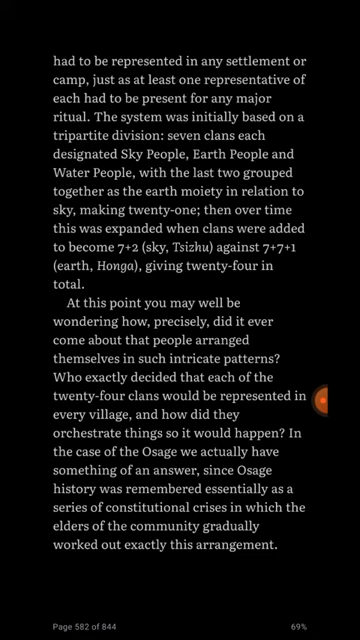 had to be represented in any settlement or
camp, just as at least one representative of
each had to be present for any major
ritual. The system was initially based on a
tripartite division: seven clans each
designated Sky People, Earth People and
Water People, with the last two grouped
together as the earth moiety in relation to
sky, making twenty-one; then over time
this was expanded when clans were added
to become 7+2 (sky, Tsizhu) against 7+7+1
(earth, Honga), giving twenty-four in
total.
At this point you may well be
wondering how, precisely, did it ever
come about that people arranged
themselves in such intricate patterns?
Who exactly decided that each of the
twenty-four clans would be represented in
every village, and how did they
orchestrate things so it would happen? In
the case of the Osage we actually have
something of an answer, since Osage
history was remembered essentially as a
series of constitutional crises in which the
elders of the community gradually
worked out exactly this arrangement.
Page 582 of 844
69%